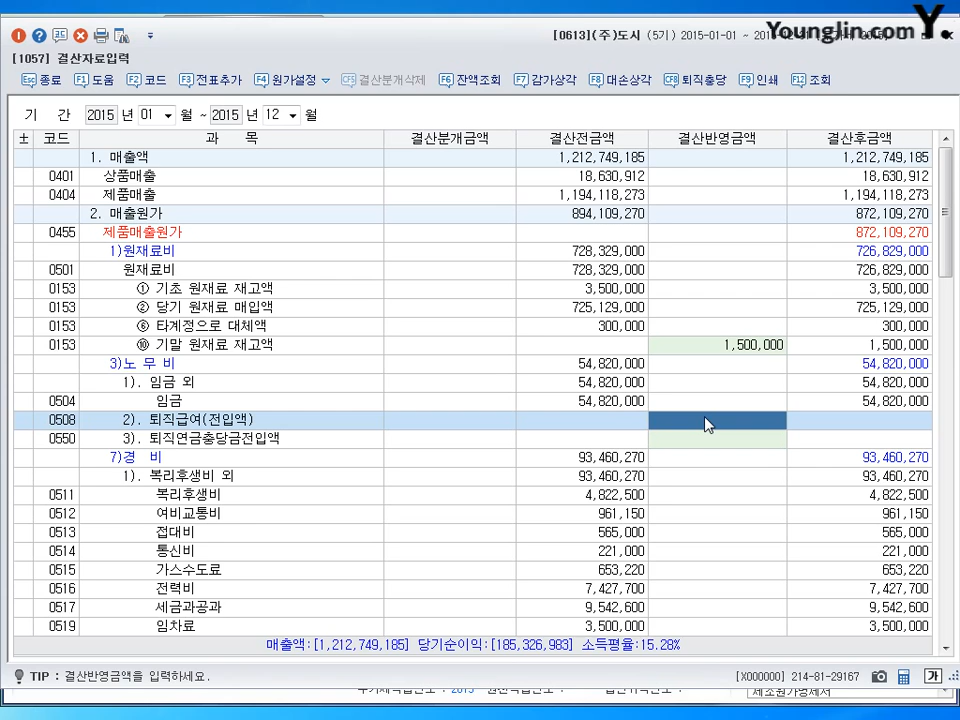 Younglin.com Y.
[0613](주)도시 (5기) 2015-01-01 ~
[1057] 결산자료입력
Esc 종료 F1 도움 F2 코드 F3 전표추가 F4 원가설정 CF5 결산분개삭제 F6 잔액조회 F7 감가상각 F8 대손상각 CF8 퇴직충당 F9 인쇄 F12 조회
기 간 2015 년 01 월 ~ 2015 년 12 월
± 코드 과 목 결산분개금액 결산전금액 결산반영금액 결산후금액
1. 매출액 1,212,749,185 1,212,749,185
0401 상품매출 18,630,912 18,630,912
0404 제품매출 1,194,118,273 1,194,118,273
2. 매출원가 894,109,270 872,109,270
0455 제품매출원가 872,109,270
1)원재료비 728,329,000 726,829,000
0501 원재료비 728,329,000 726,829,000
0153 ① 기초 원재료 재고액 3,500,000 3,500,000
0153 ② 당기 원재료 매입액 725,129,000 725,129,000
0153 ⑥ 타계정으로 대체액 300,000 300,000
0153 ⑩ 기말 원재료 재고액 1,500,000 1,500,000
3)노 무 비 54,820,000 54,820,000
1). 임금 외 54,820,000 54,820,000
0504 임금 54,820,000 54,820,000
0508 2). 퇴직급여(전입액)
0550 3). 퇴직연금충당금전입액
7)경 비 93,460,270 93,460,270
1). 복리후생비 외 93,460,270 93,460,270
0511 복리후생비 4,822,500 4,822,500
0512 여비교통비 961,150 961,150
0513 접대비 565,000 565,000
0514 통신비 221,000 221,000
0515 가스수도료 653,220 653,220
0516 전력비 7,427,700 7,427,700
0517 세금과공과 9,542,600 9,542,600
0519 임차료 3,500,000 3,500,000
매출액:[1,212,749,185] 당기순이익:[185,326,983] 소득평율:15.28%
TIP : 결산반영금액을 입력하세요. [X000000] 214-81-29167 가
2015 제조원가명세서